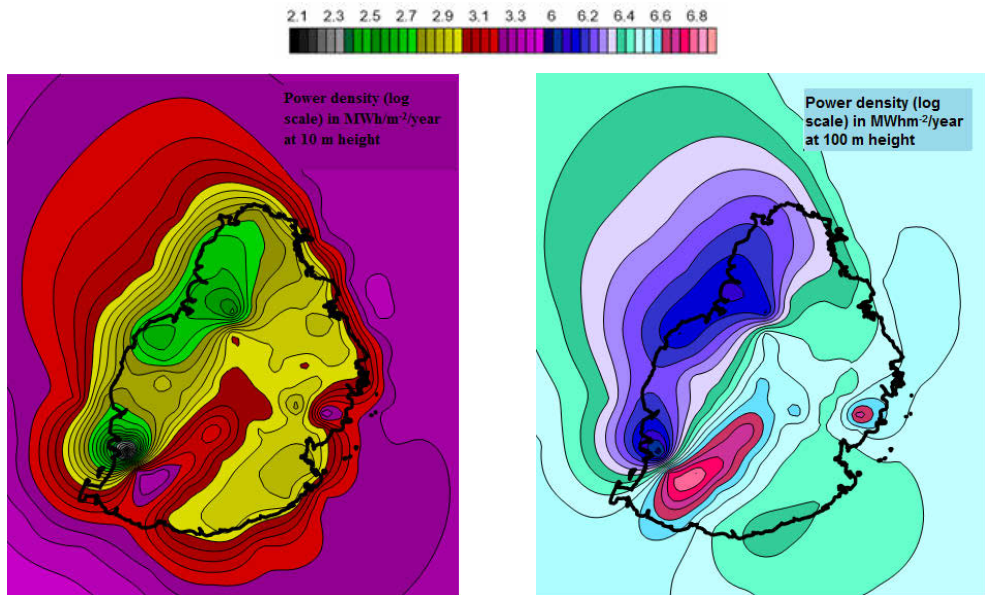 2.1 2.3 2.5 2.7 2.9 3.1 3.3 6 6.2 6.4 6.6 6.8
Power density (log
scale) in MWh/m⁻²/year
at 10 m height
Power density (log
scale) in MWhm⁻²/year
at 100 m height